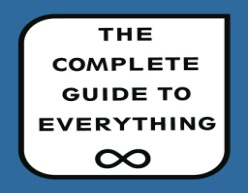 THE
COMPLETE
GUIDE TO
EVERYTHING
∞